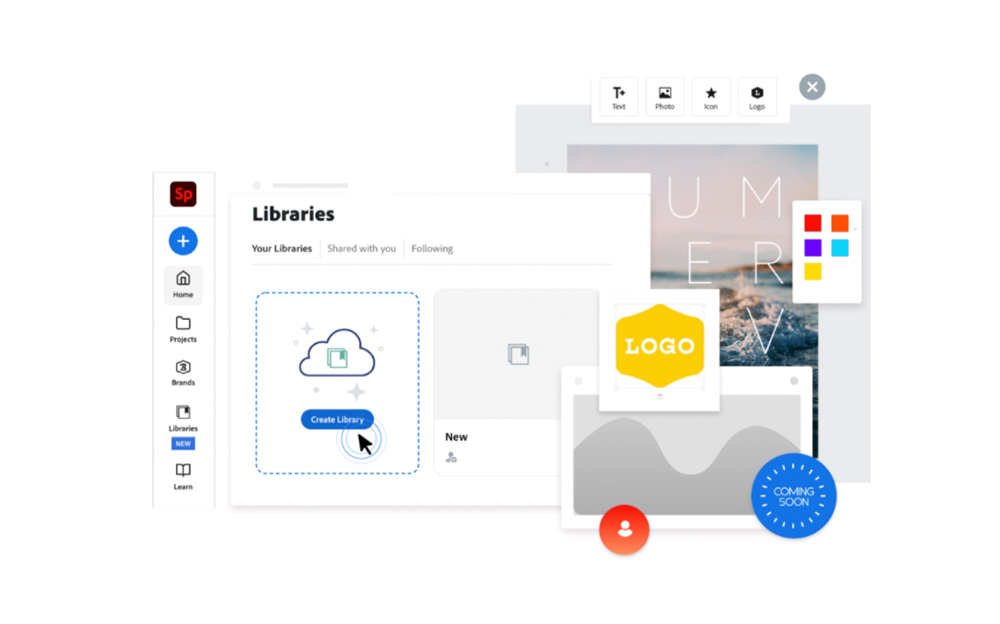 T+
Text
Photo
Icon
Logo
Sp
Home
Projects
Brands
Libraries
NEW
Learn
Libraries
Your Libraries
Shared with you
Following
Create Library
New
U M
E R
V
LOGO
COMING
SOON